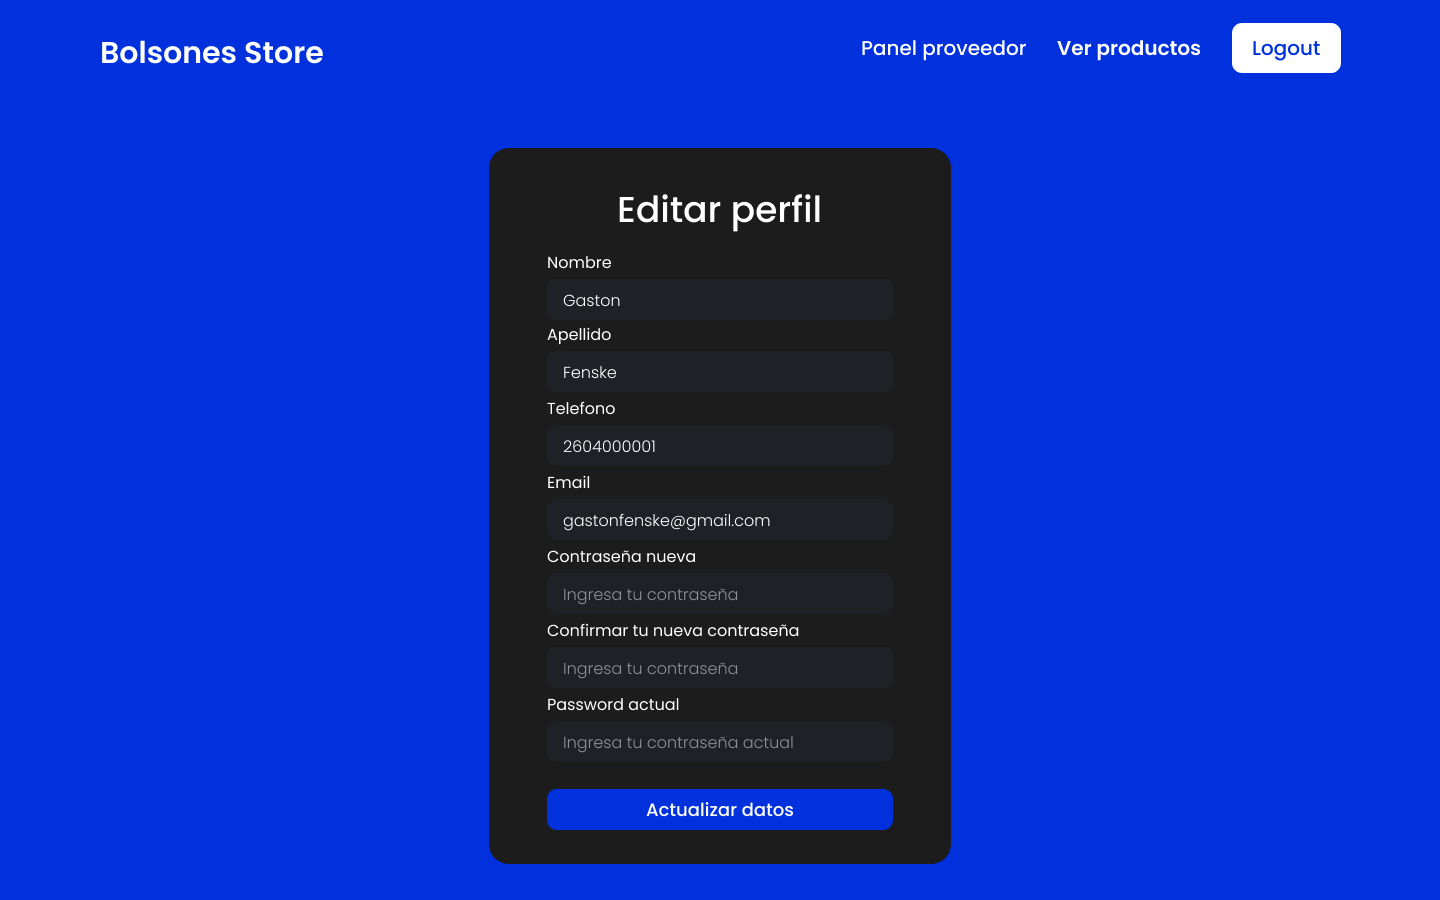 Bolsones Store
Panel proveedor
Ver productos
Logout
Editar perfil
Nombre
Gaston
Apellido
Fenske
Telefono
2604000001
Email
gastonfenske@gmail.com
Contraseña nueva
Ingresa tu contraseña
Confirmar tu nueva contraseña
Ingresa tu contraseña
Password actual
Ingresa tu contraseña actual
Actualizar datos